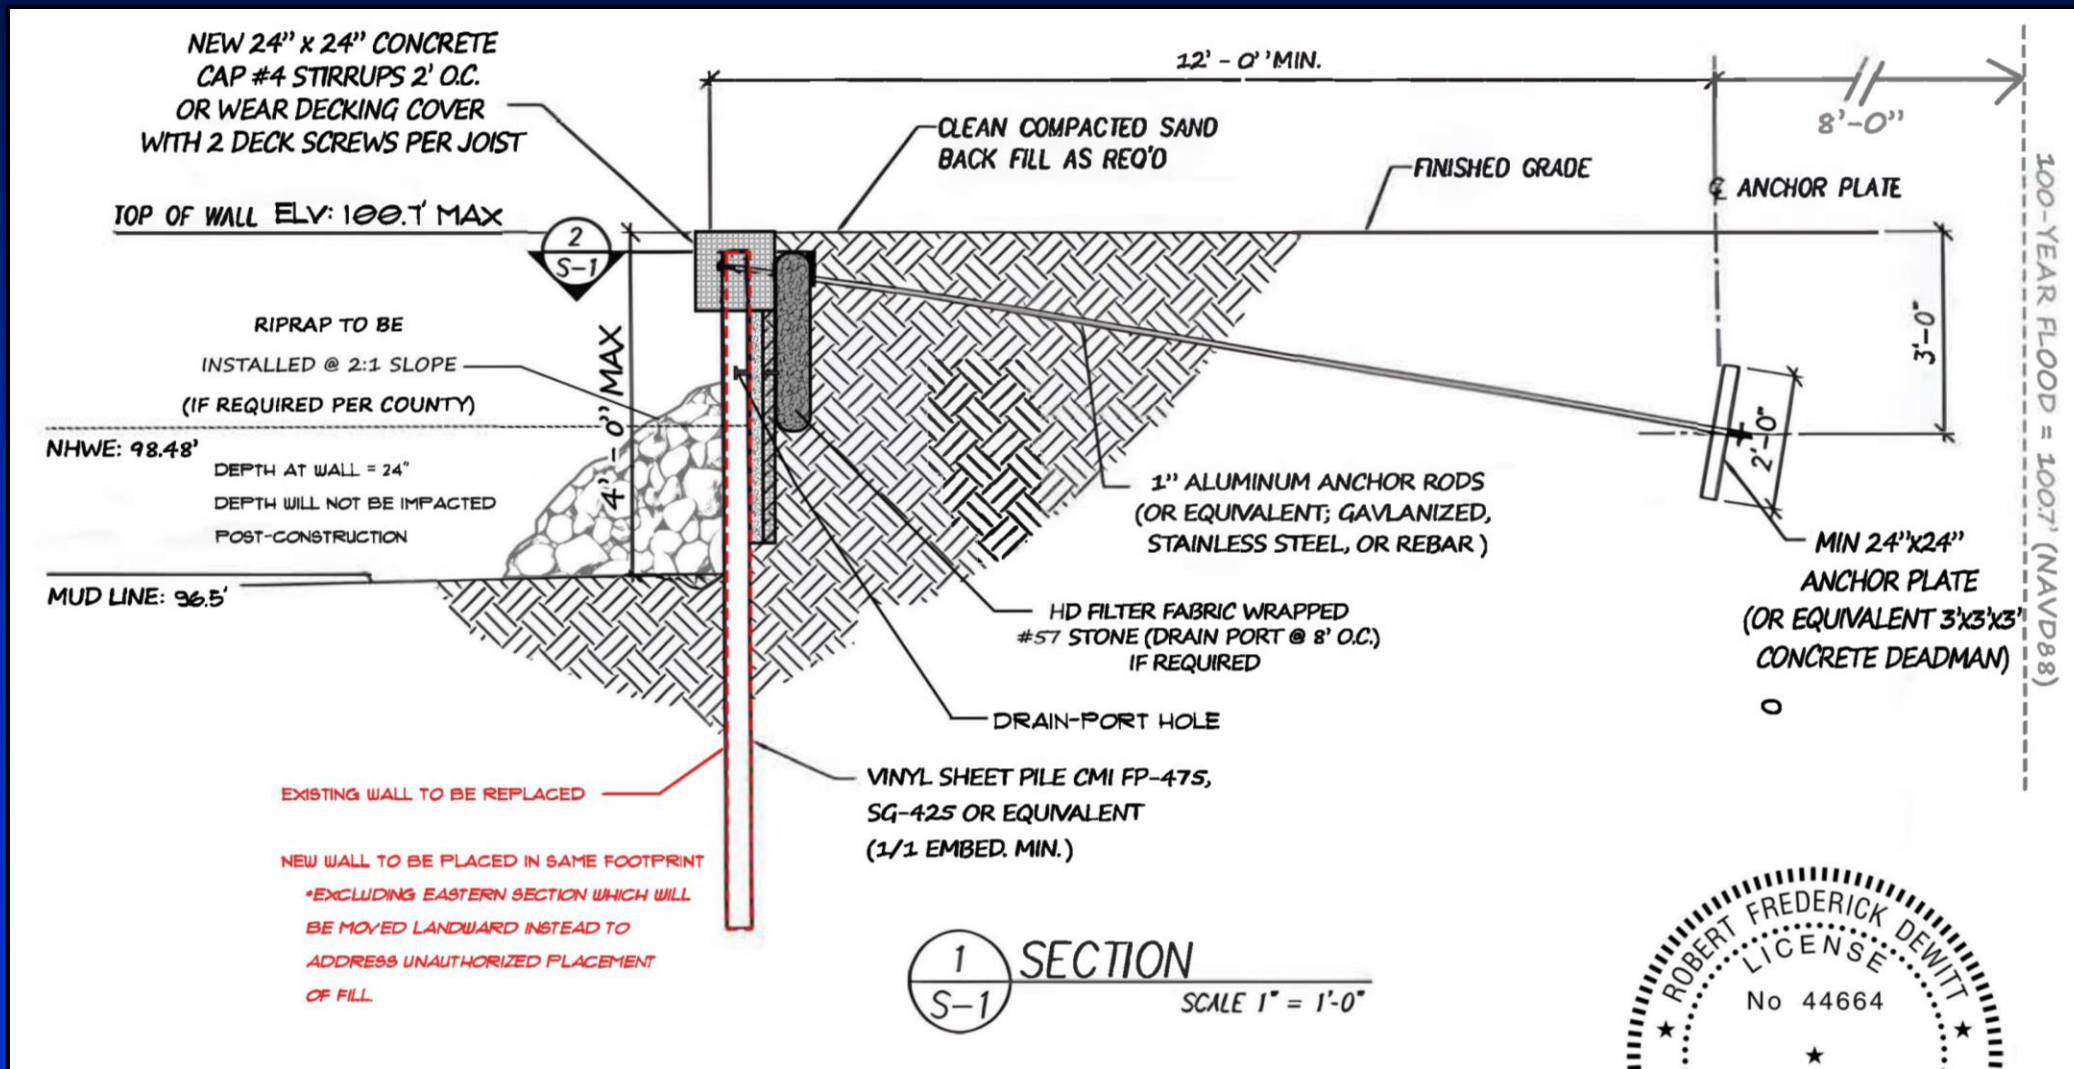 NEW 24" x 24" CONCRETE
CAP #4 STIRRUPS 2' O.C.
OR WEAR DECKING COVER
WITH 2 DECK SCREWS PER JOIST
12' - 0'' MIN.
8'-0"
CLEAN COMPACTED SAND
BACK FILL AS REQ'D
FINISHED GRADE
℄ ANCHOR PLATE
TOP OF WALL ELV: 100.7' MAX
2
S-1
3'-0"
RIPRAP TO BE
INSTALLED @ 2:1 SLOPE
(IF REQUIRED PER COUNTY)
4'-0" MAX
2'-0"
NHWE: 98.48'
DEPTH AT WALL = 24"
DEPTH WILL NOT BE IMPACTED
POST-CONSTRUCTION
MUD LINE: 96.5'
1" ALUMINUM ANCHOR RODS
(OR EQUIVALENT; GAVLANIZED,
STAINLESS STEEL, OR REBAR )
MIN 24"x24"
ANCHOR PLATE
(OR EQUIVALENT 3'x3'x3'
CONCRETE DEADMAN)
O
100-YEAR FLOOD = 100.7' (NAVD88)
HD FILTER FABRIC WRAPPED
#57 STONE (DRAIN PORT @ 8' O.C.)
IF REQUIRED
DRAIN-PORT HOLE
VINYL SHEET PILE CMI FP-475,
SG-425 OR EQUIVALENT
(1/1 EMBED. MIN.)
EXISTING WALL TO BE REPLACED
NEW WALL TO BE PLACED IN SAME FOOTPRINT
*EXCLUDING EASTERN SECTION WHICH WILL
BE MOVED LANDWARD INSTEAD TO
ADDRESS UNAUTHORIZED PLACEMENT
OF FILL.
1
S-1
SECTION
SCALE 1" = 1'-0"
ROBERT FREDERICK DEWITT
LICENSE
No 44664